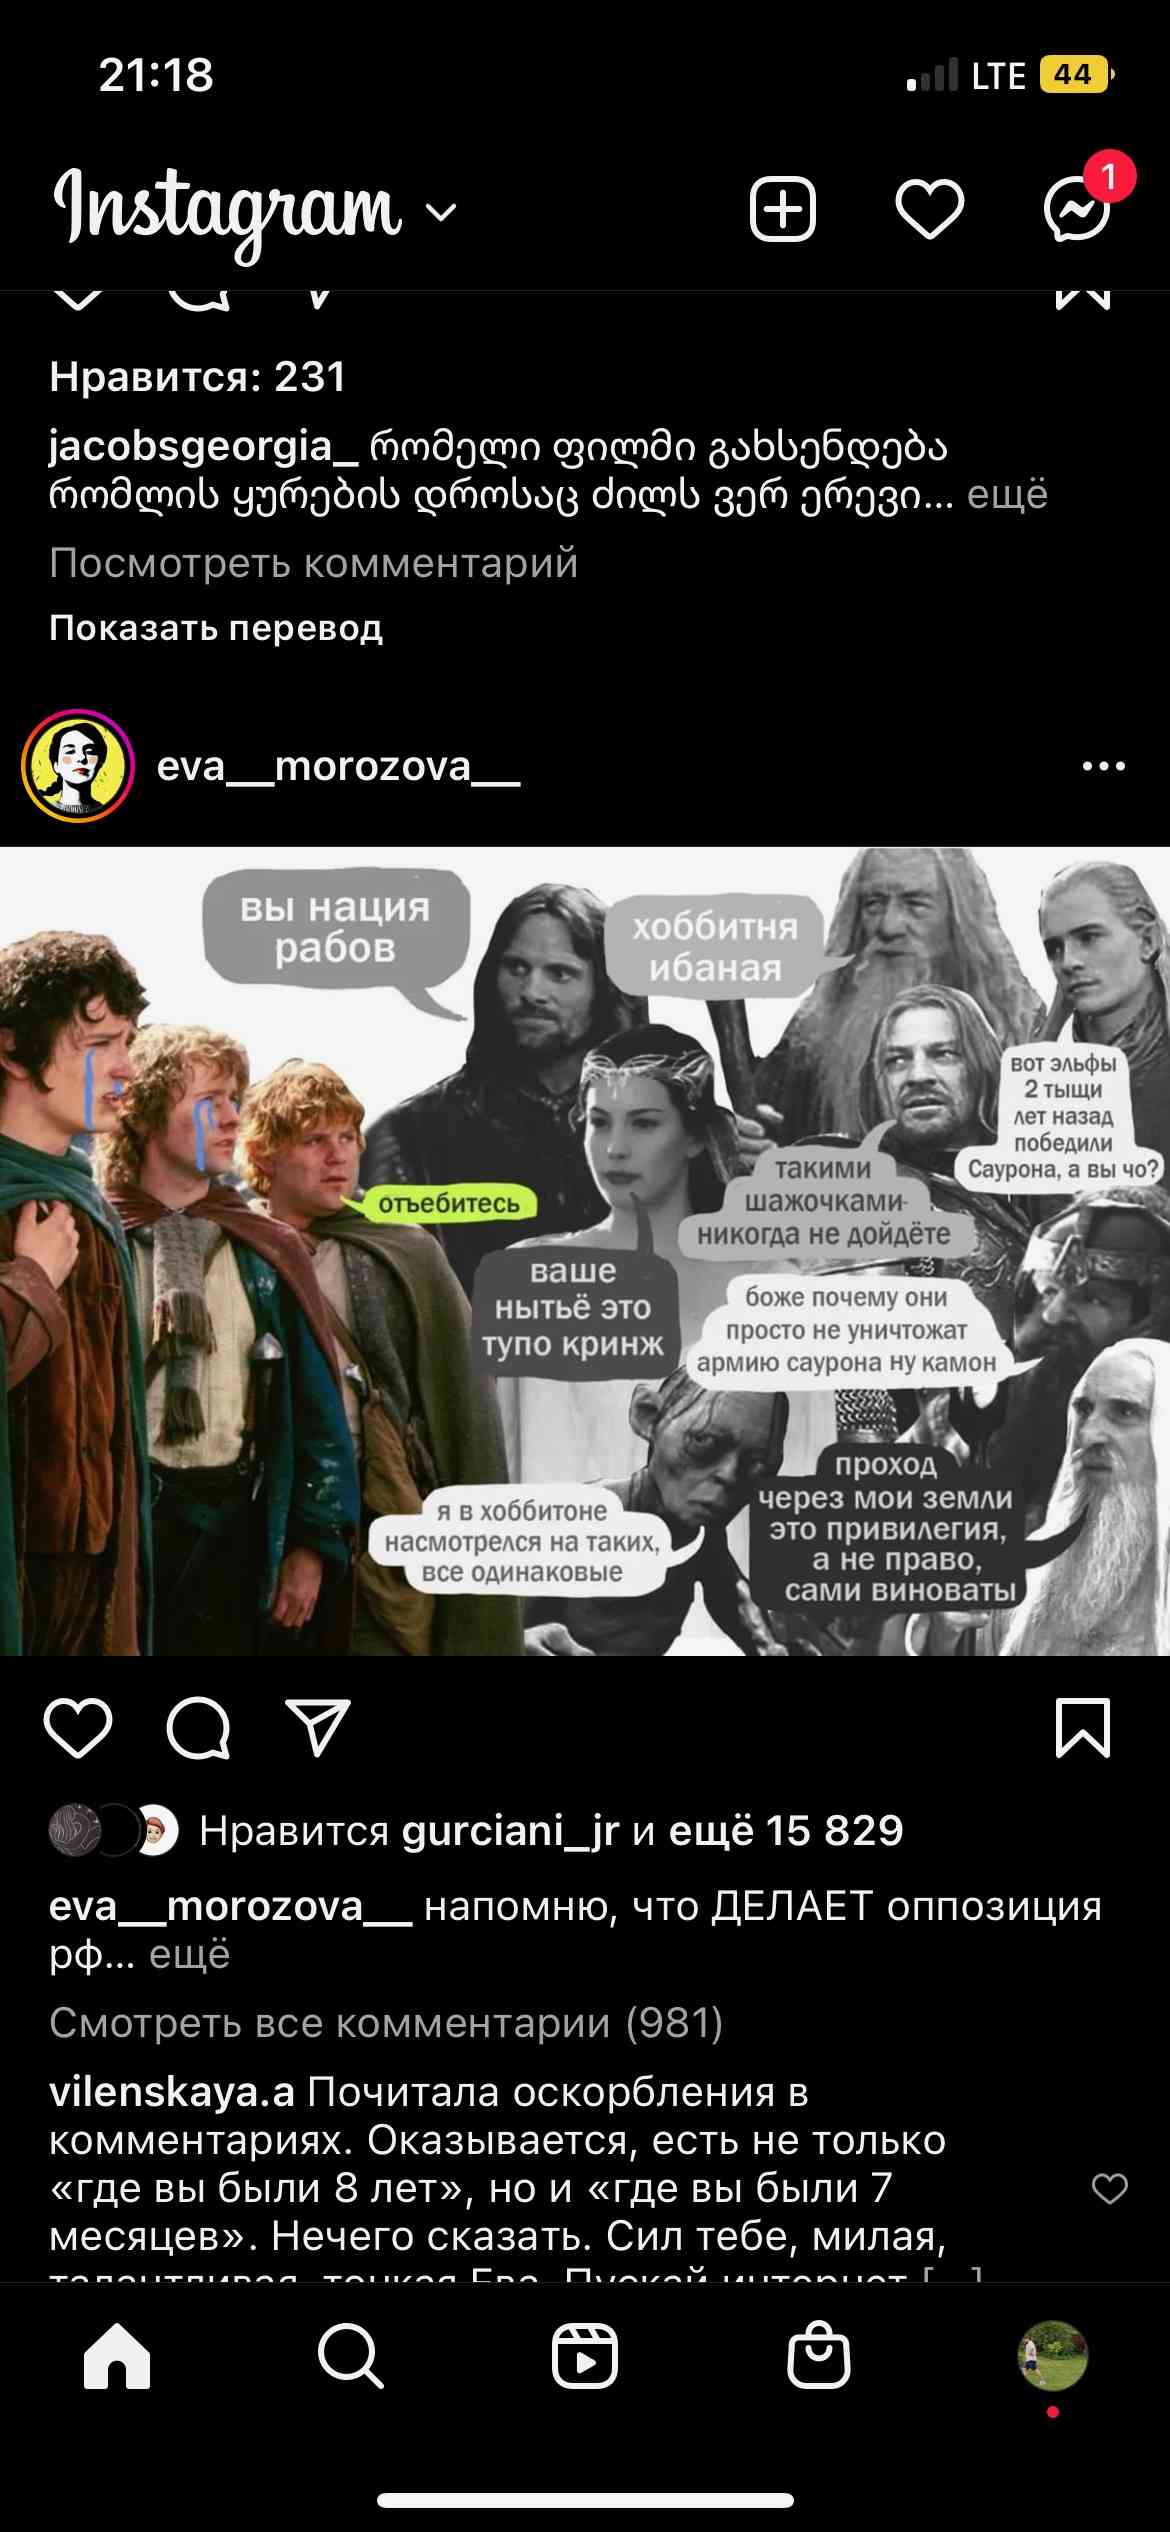 21:18
LTE 44
Instagram
1
Нравится: 231
jacobsgeorgia_ რომელი ფილმი გახსენდება
რომლის ყურების დროსაც ძილს ვერ ერევი... ещё
Посмотреть комментарий
Показать перевод
eva__morozova__
вы нация
рабов
хоббитня
ибаная
вот эльфы
2 тыщи
лет назад
победили
Саурона, а вы чо?
отъебитесь
такими
шажочками-
никогда не дойдёте
ваше
нытьё это
тупо кринж
боже почему они
просто не уничтожат
армию саурона ну камон
проход
через мои земли
это привилегия,
а не право,
сами виноваты
я в хоббитоне
насмотрелся на таких,
все одинаковые
Нравится gurciani_jr и ещё 15 829
eva__morozova__ напомню, что ДЕЛАЕТ оппозиция
рф... ещё
Смотреть все комментарии (981)
vilenskaya.a Почитала оскорбления в
комментариях. Оказывается, есть не только
«где вы были 8 лет», но и «где вы были 7
месяцев». Нечего сказать. Сил тебе, милая,
талантливая, тонкая Ева. Пускай интернет [...]